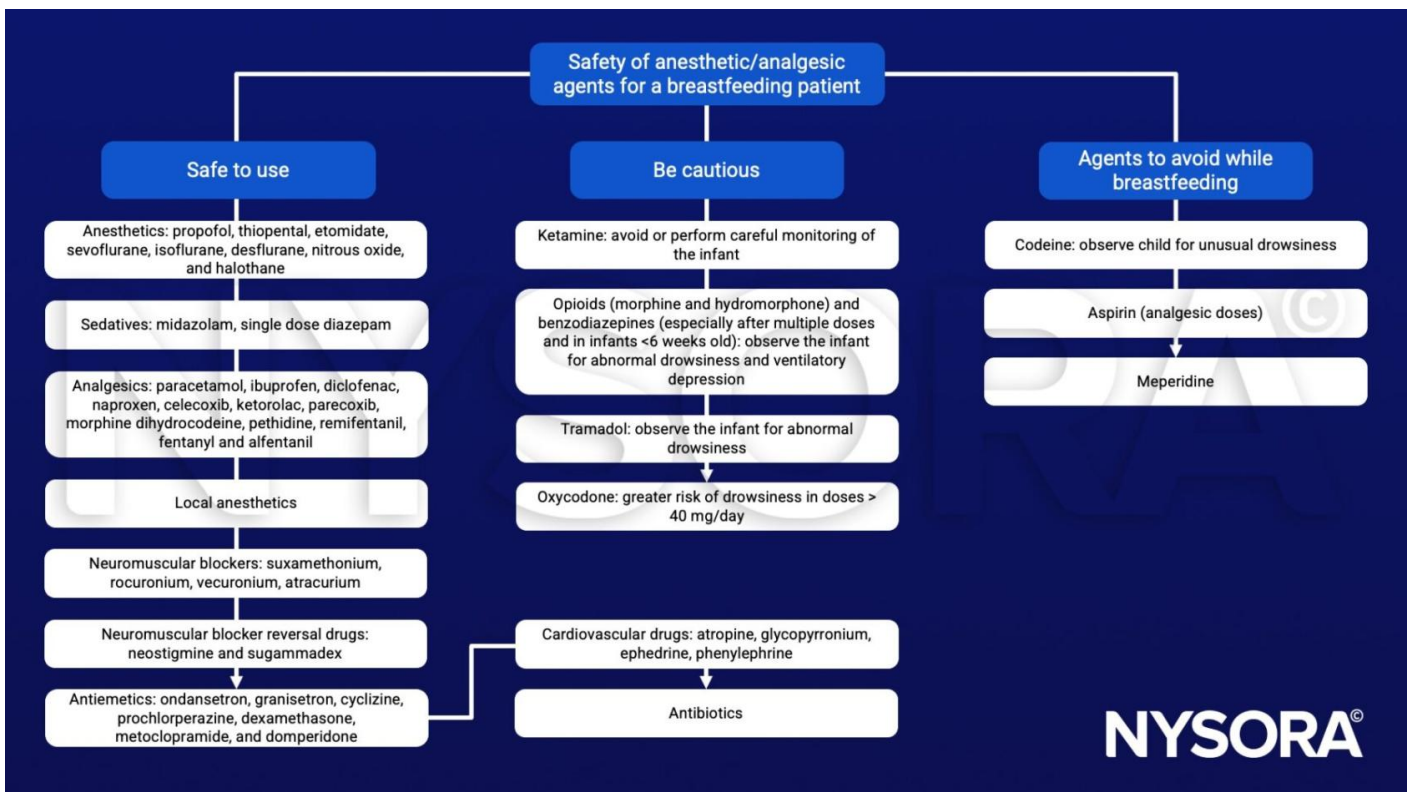 Safety of anesthetic/analgesic
agents for a breastfeeding patient
Safe to use
Anesthetics: propofol, thiopental, etomidate,
sevoflurane, isoflurane, desflurane, nitrous oxide,
and halothane
Sedatives: midazolam, single dose diazepam
Analgesics: paracetamol, ibuprofen, diclofenac,
naproxen, celecoxib, ketorolac, parecoxib,
morphine dihydrocodeine, pethidine, remifentanil,
fentanyl and alfentanil
Local anesthetics
Neuromuscular blockers: suxamethonium,
rocuronium, vecuronium, atracurium
Neuromuscular blocker reversal drugs:
neostigmine and sugammadex
Antiemetics: ondansetron, granisetron, cyclizine,
prochlorperazine, dexamethasone,
metoclopramide, and domperidone
Cardiovascular drugs: atropine, glycopyrronium,
ephedrine, phenylephrine
Antibiotics
Be cautious
Ketamine: avoid or perform careful monitoring of
the infant
Opioids (morphine and hydromorphone) and
benzodiazepines (especially after multiple doses
and in infants <6 weeks old): observe the infant
for abnormal drowsiness and ventilatory
depression
Tramadol: observe the infant for abnormal
drowsiness
Oxycodone: greater risk of drowsiness in doses >
40 mg/day
Agents to avoid while
breastfeeding
Codeine: observe child for unusual drowsiness
Aspirin (analgesic doses)
Meperidine
NYSORA©
NYSORA©